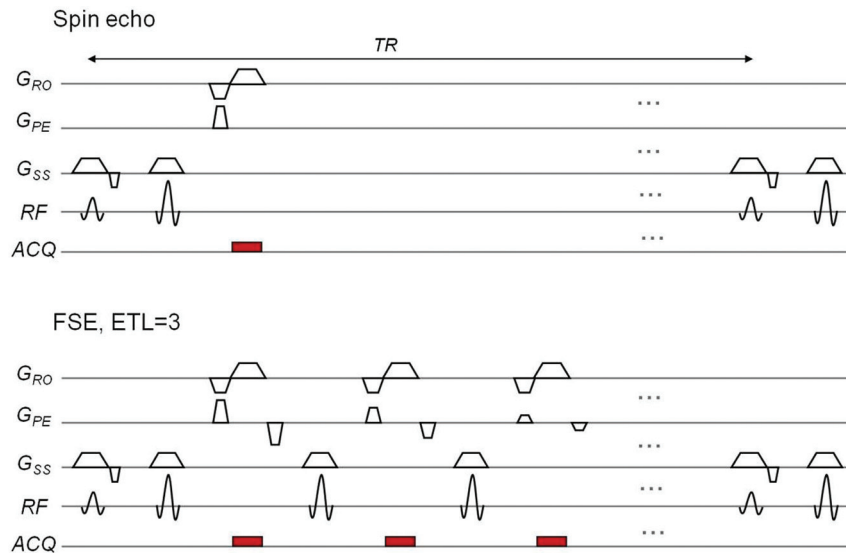 Spin echo
TR
G_RO
...
G_PE
...
G_SS
...
RF
...
ACQ
FSE, ETL=3
G_RO
...
G_PE
...
G_SS
...
RF
...
ACQ